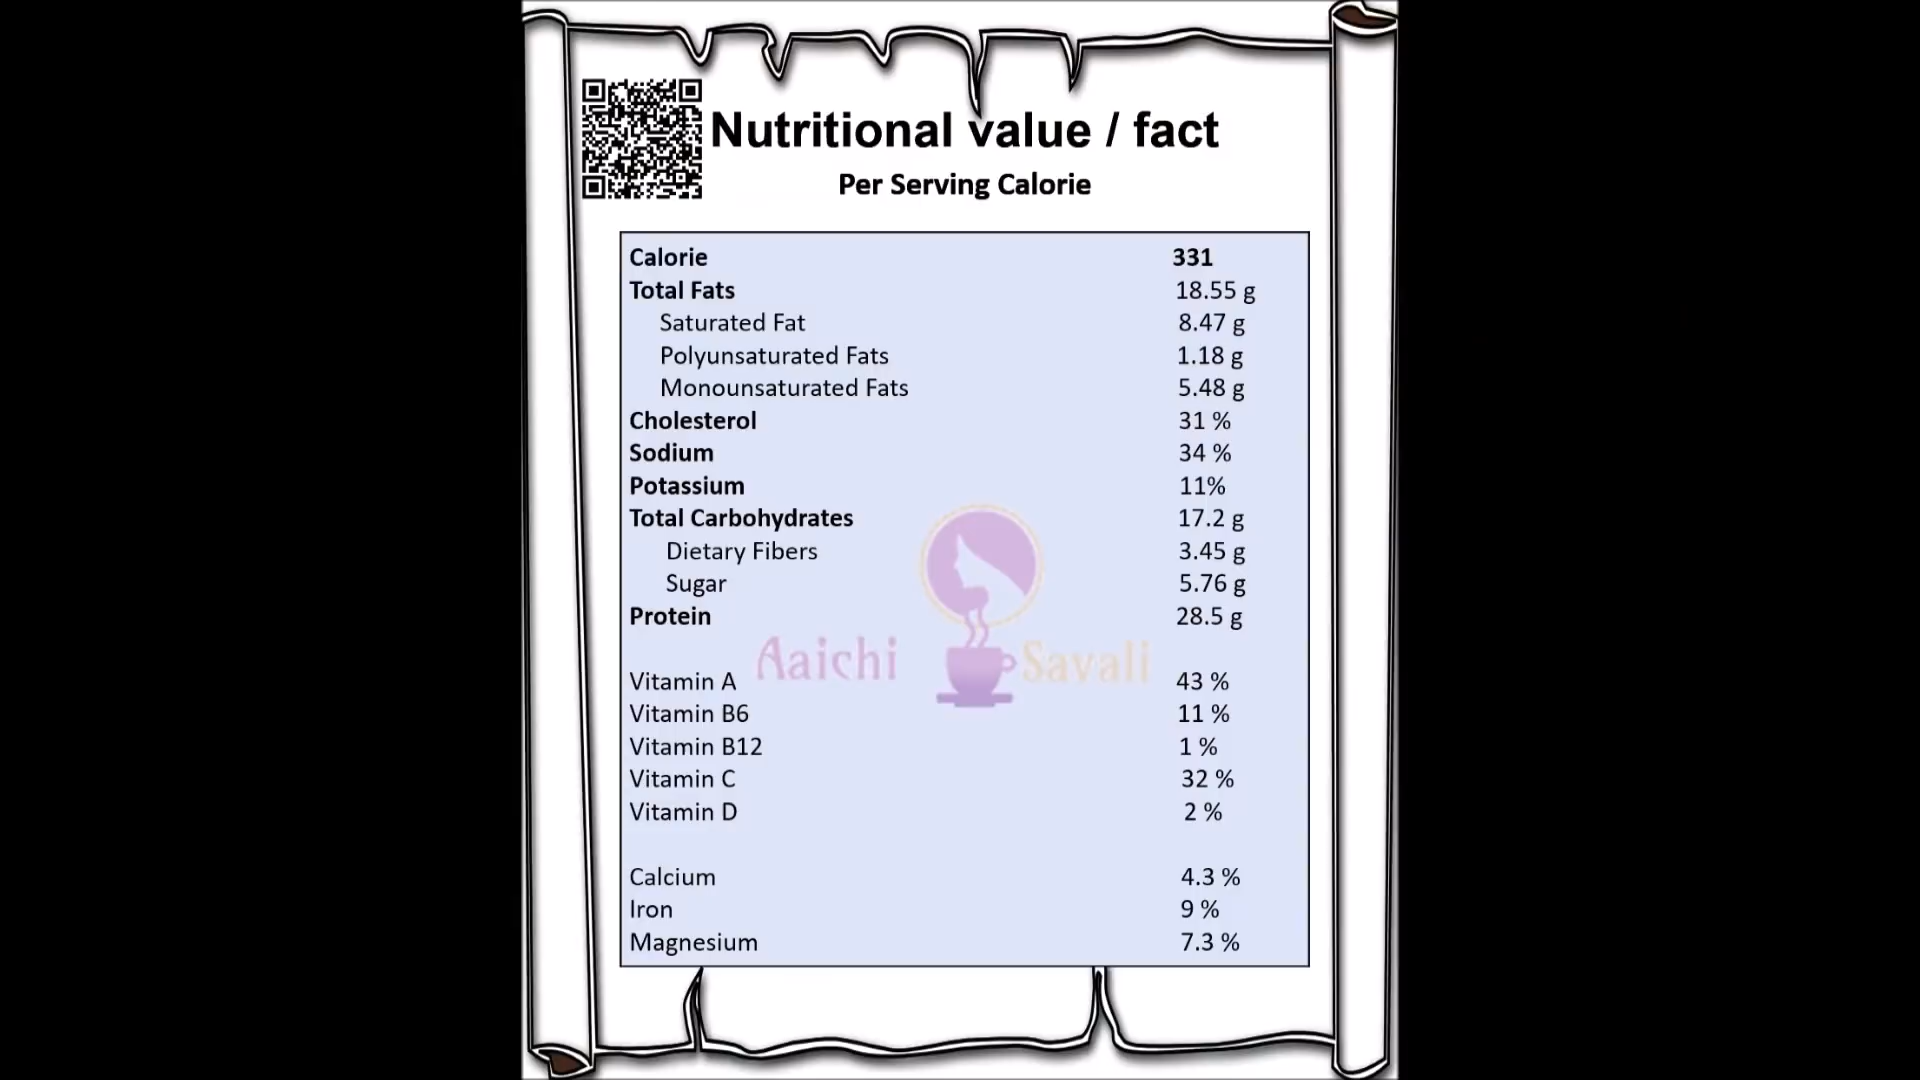 Nutritional value / fact
Per Serving Calorie
Calorie 331
Total Fats 18.55 g
Saturated Fat 8.47 g
Polyunsaturated Fats 1.18 g
Monounsaturated Fats 5.48 g
Cholesterol 31 %
Sodium 34 %
Potassium 11%
Total Carbohydrates 17.2 g
Dietary Fibers 3.45 g
Sugar 5.76 g
Protein 28.5 g
Aaichi Savali
Vitamin A 43 %
Vitamin B6 11 %
Vitamin B12 1 %
Vitamin C 32 %
Vitamin D 2 %
Calcium 4.3 %
Iron 9 %
Magnesium 7.3 %